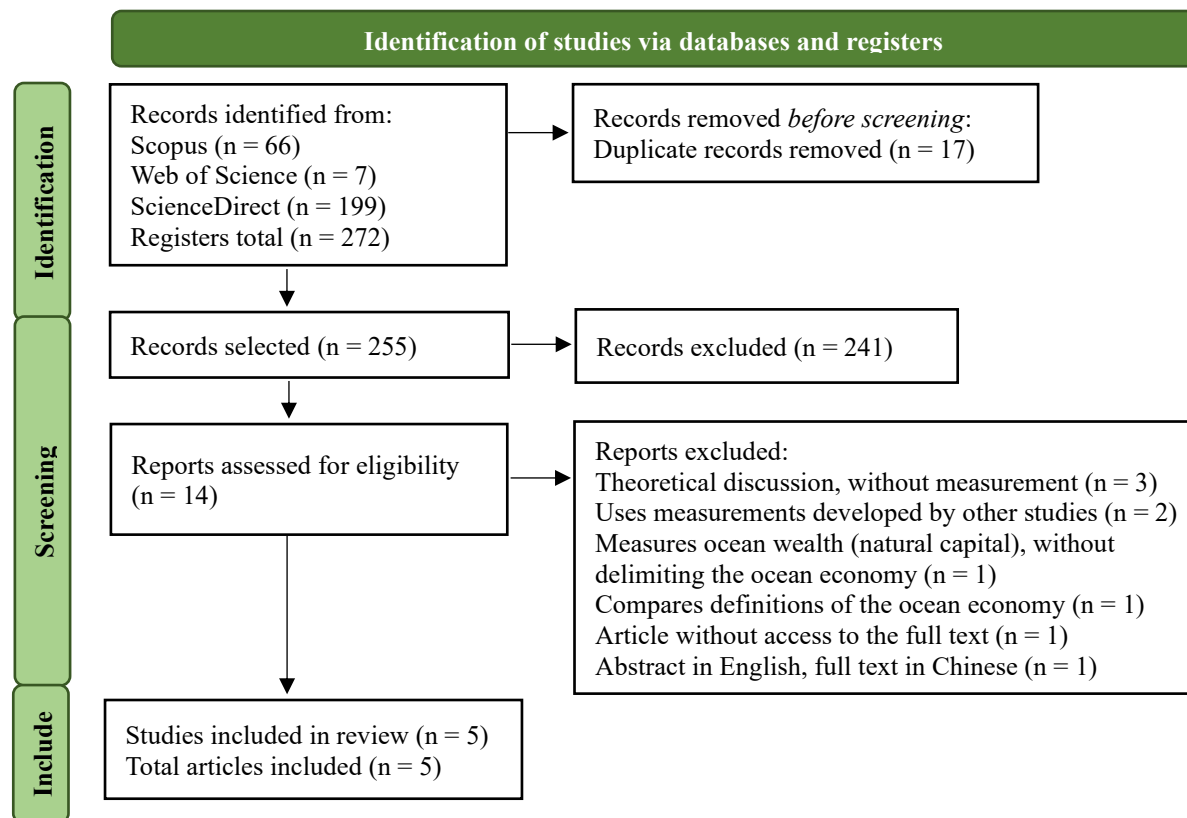 Identification of studies via databases and registers
Identification
Records identified from:
Scopus (n = 66)
Web of Science (n = 7)
ScienceDirect (n = 199)
Registers total (n = 272)
Records removed before screening:
Duplicate records removed (n = 17)
Screening
Records selected (n = 255)
Records excluded (n = 241)
Reports assessed for eligibility
(n = 14)
Reports excluded:
Theoretical discussion, without measurement (n = 3)
Uses measurements developed by other studies (n = 2)
Measures ocean wealth (natural capital), without
delimiting the ocean economy (n = 1)
Compares definitions of the ocean economy (n = 1)
Article without access to the full text (n = 1)
Abstract in English, full text in Chinese (n = 1)
Include
Studies included in review (n = 5)
Total articles included (n = 5)